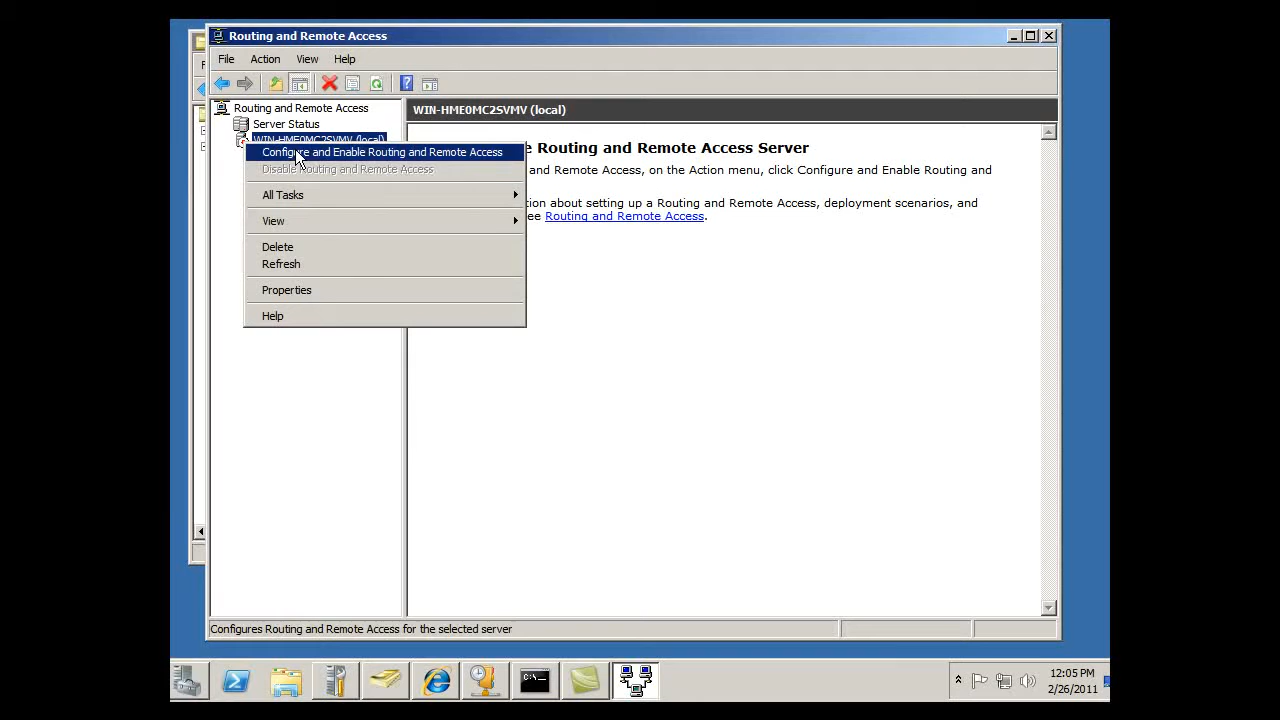 Routing and Remote Access
File Action View Help
Routing and Remote Access
Server Status
WIN-HME0MC2SVMV (local)
WIN-HME0MC2SVMV (local)
Configure and Enable Routing and Remote Access
Disable Routing and Remote Access
All Tasks
View
Delete
Refresh
Properties
Help
Routing and Remote Access Server
and Remote Access, on the Action menu, click Configure and Enable Routing and
about setting up a Routing and Remote Access, deployment scenarios, and
Routing and Remote Access.
Configures Routing and Remote Access for the selected server
C:\
12:05 PM
2/26/2011